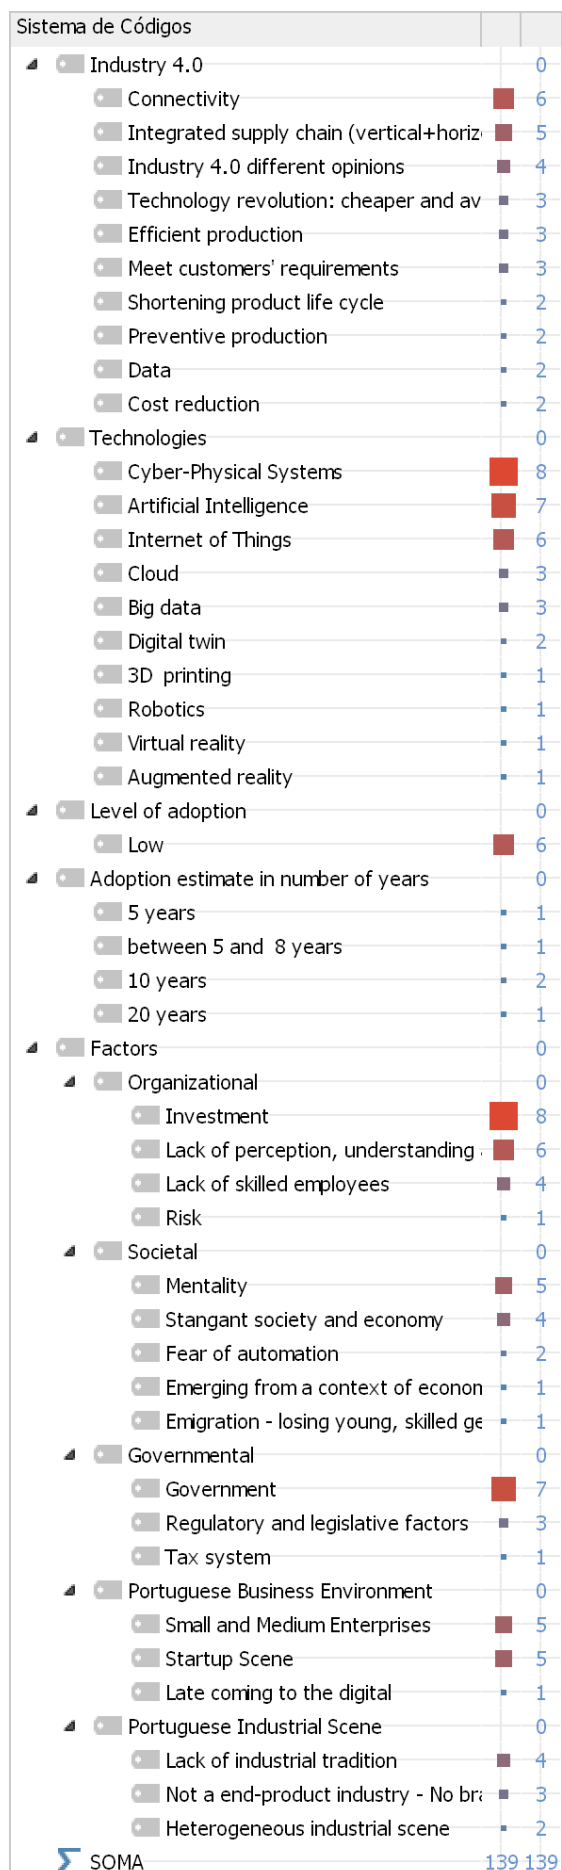 Sistema de Códigos
Industry 4.0 0
Connectivity 6
Integrated supply chain (vertical+horiz 5
Industry 4.0 different opinions 4
Technology revolution: cheaper and av 3
Efficient production 3
Meet customers' requirements 3
Shortening product life cycle 2
Preventive production 2
Data 2
Cost reduction 2
Technologies 0
Cyber-Physical Systems 8
Artificial Intelligence 7
Internet of Things 6
Cloud 3
Big data 3
Digital twin 2
3D printing 1
Robotics 1
Virtual reality 1
Augmented reality 1
Level of adoption 0
Low 6
Adoption estimate in number of years 0
5 years 1
between 5 and 8 years 1
10 years 2
20 years 1
Factors 0
Organizational 0
Investment 8
Lack of perception, understanding 6
Lack of skilled employees 4
Risk 1
Societal 0
Mentality 5
Stangant society and economy 4
Fear of automation 2
Emerging from a context of econon 1
Emigration - losing young, skilled ge 1
Governmental 0
Government 7
Regulatory and legislative factors 3
Tax system 1
Portuguese Business Environment 0
Small and Medium Enterprises 5
Startup Scene 5
Late coming to the digital 1
Portuguese Industrial Scene 0
Lack of industrial tradition 4
Not a end-product industry - No bra 3
Heterogeneous industrial scene 2
Σ SOMA 139 139